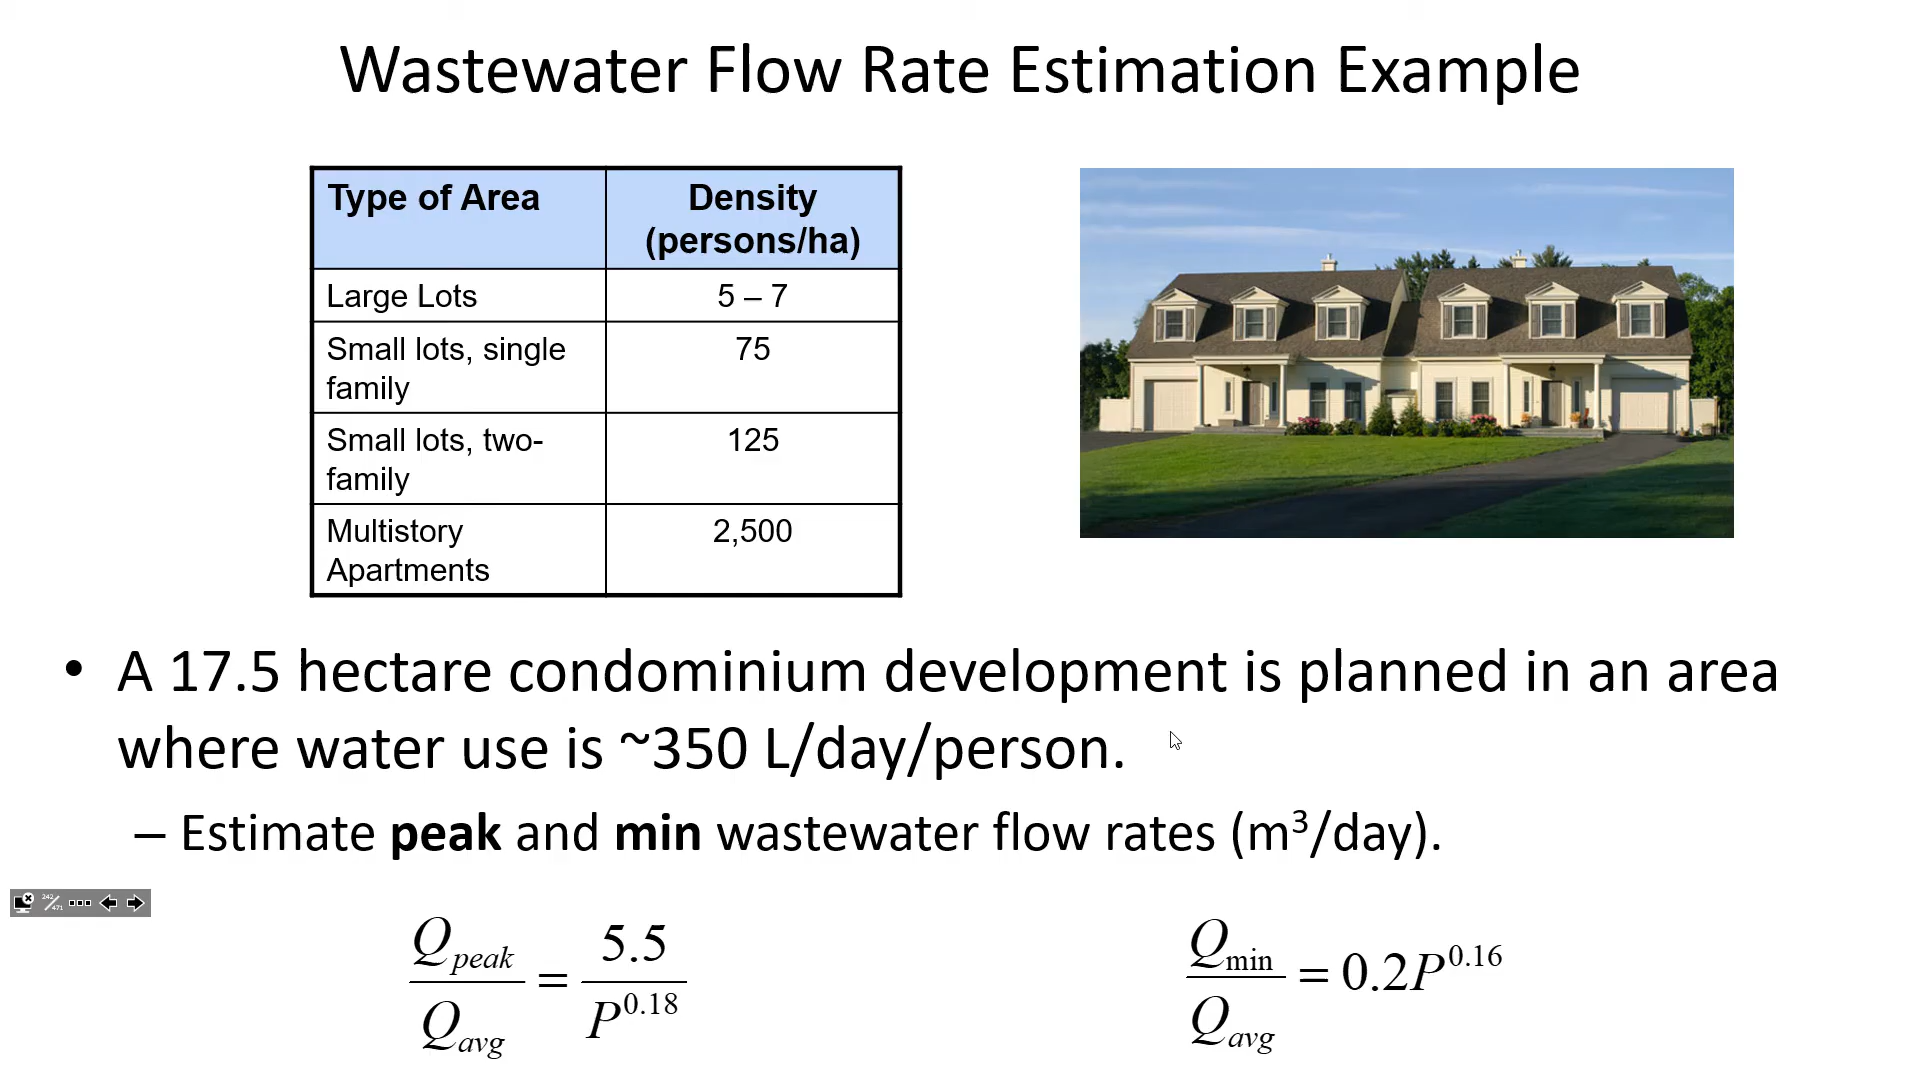 Wastewater Flow Rate Estimation Example
Type of Area
Density
(persons/ha)
Large Lots
5 – 7
Small lots, single
family
75
Small lots, two-
family
125
Multistory
Apartments
2,500
• A 17.5 hectare condominium development is planned in an area
where water use is ~350 L/day/person.
– Estimate peak and min wastewater flow rates (m³/day).
242/471
Q_peak / Q_avg = 5.5 / P^0.18
Q_min / Q_avg = 0.2P^0.16